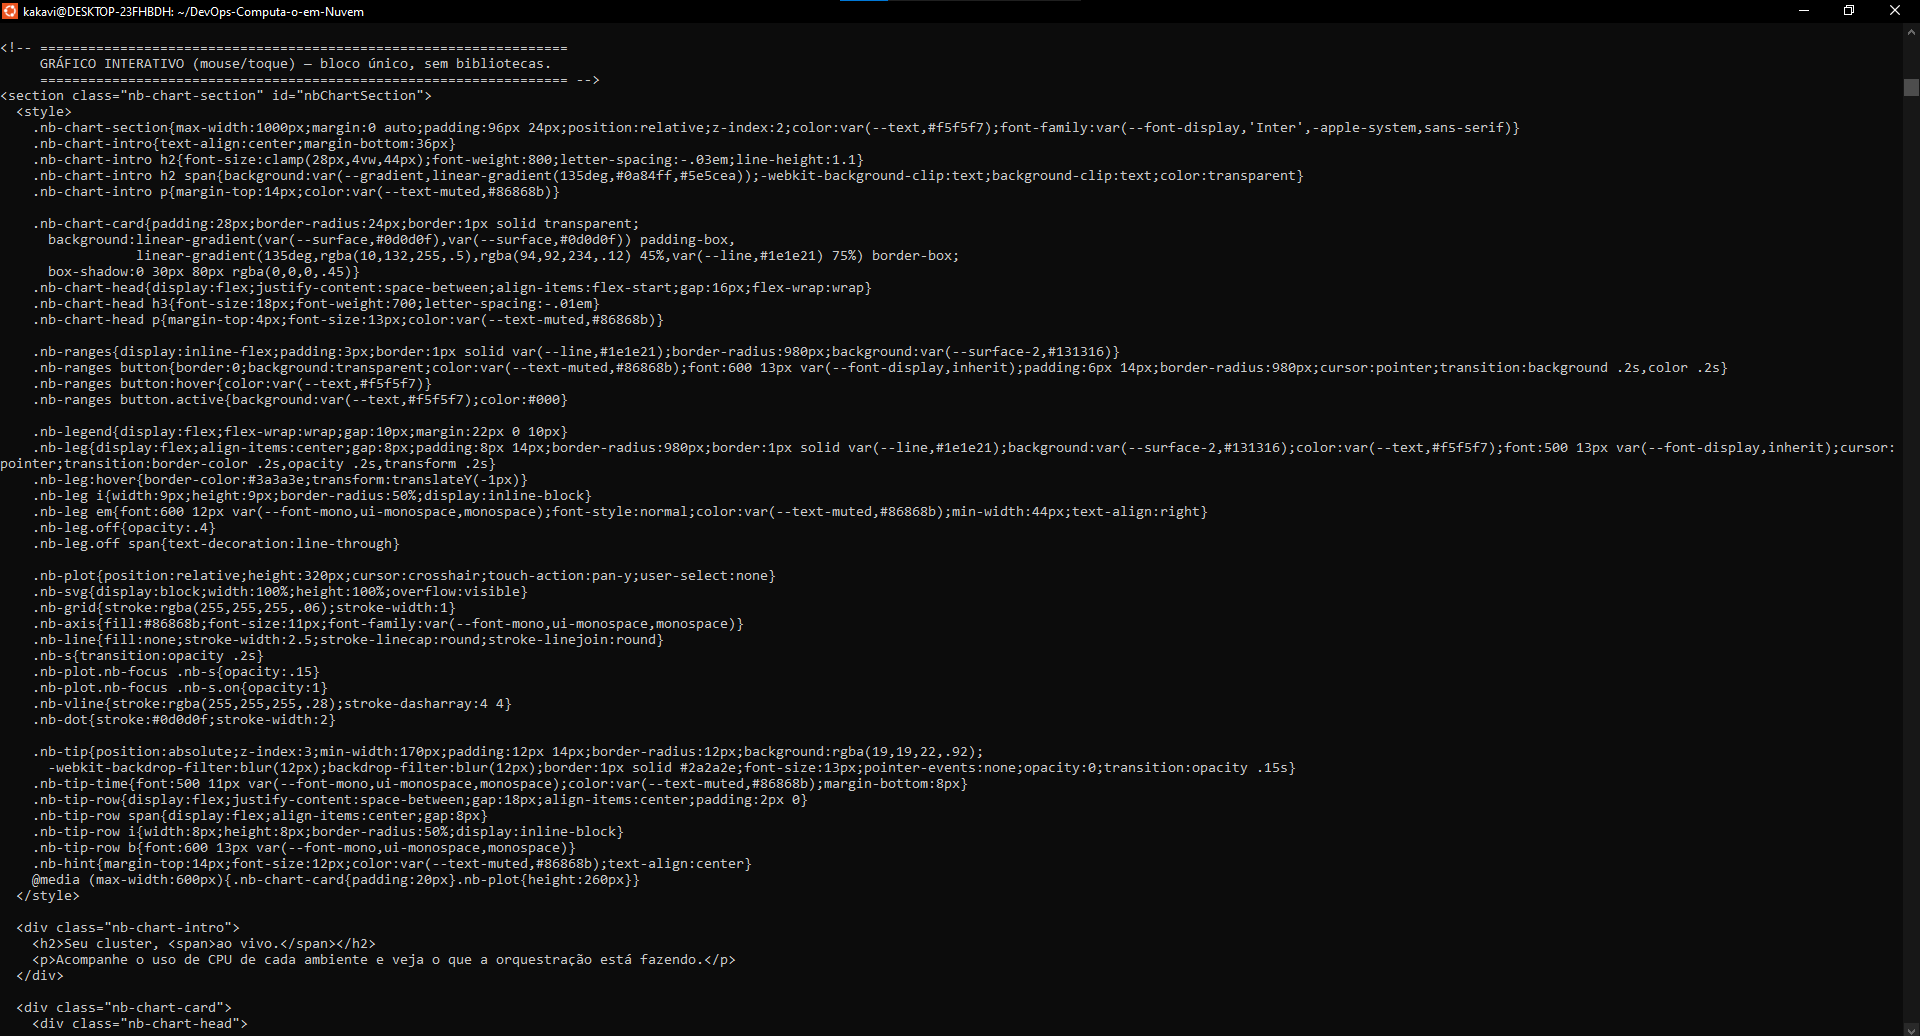 kakavi@DESKTOP-23FHBDH: ~/DevOps-Computa-o-em-Nuvem
<!-- ==================================================================
GRÁFICO INTERATIVO (mouse/toque) — bloco único, sem bibliotecas.
================================================================== -->
<section class="nb-chart-section" id="nbChartSection">
<style>
.nb-chart-section{max-width:1000px;margin:0 auto;padding:96px 24px;position:relative;z-index:2;color:var(--text,#f5f5f7);font-family:var(--font-display,'Inter',-apple-system,sans-serif)}
.nb-chart-intro{text-align:center;margin-bottom:36px}
.nb-chart-intro h2{font-size:clamp(28px,4vw,44px);font-weight:800;letter-spacing:-.03em;line-height:1.1}
.nb-chart-intro h2 span{background:var(--gradient,linear-gradient(135deg,#0a84ff,#5e5cea));-webkit-background-clip:text;background-clip:text;color:transparent}
.nb-chart-intro p{margin-top:14px;color:var(--text-muted,#86868b)}
.nb-chart-card{padding:28px;border-radius:24px;border:1px solid transparent;
background:linear-gradient(var(--surface,#0d0d0f),var(--surface,#0d0d0f)) padding-box,
linear-gradient(135deg,rgba(10,132,255,.5),rgba(94,92,234,.12) 45%,var(--line,#1e1e21) 75%) border-box;
box-shadow:0 30px 80px rgba(0,0,0,.45)}
.nb-chart-head{display:flex;justify-content:space-between;align-items:flex-start;gap:16px;flex-wrap:wrap}
.nb-chart-head h3{font-size:18px;font-weight:700;letter-spacing:-.01em}
.nb-chart-head p{margin-top:4px;font-size:13px;color:var(--text-muted,#86868b)}
.nb-ranges{display:inline-flex;padding:3px;border:1px solid var(--line,#1e1e21);border-radius:980px;background:var(--surface-2,#131316)}
.nb-ranges button{border:0;background:transparent;color:var(--text-muted,#86868b);font:600 13px var(--font-display,inherit);padding:6px 14px;border-radius:980px;cursor:pointer;transition:background .2s,color .2s}
.nb-ranges button:hover{color:var(--text,#f5f5f7)}
.nb-ranges button.active{background:var(--text,#f5f5f7);color:#000}
.nb-legend{display:flex;flex-wrap:wrap;gap:10px;margin:22px 0 10px}
.nb-leg{display:flex;align-items:center;gap:8px;padding:8px 14px;border-radius:980px;border:1px solid var(--line,#1e1e21);background:var(--surface-2,#131316);color:var(--text,#f5f5f7);font:500 13px var(--font-display,inherit);cursor:
pointer;transition:border-color .2s,opacity .2s,transform .2s}
.nb-leg:hover{border-color:#3a3a3e;transform:translateY(-1px)}
.nb-leg i{width:9px;height:9px;border-radius:50%;display:inline-block}
.nb-leg em{font:600 12px var(--font-mono,ui-monospace,monospace);font-style:normal;color:var(--text-muted,#86868b);min-width:44px;text-align:right}
.nb-leg.off{opacity:.4}
.nb-leg.off span{text-decoration:line-through}
.nb-plot{position:relative;height:320px;cursor:crosshair;touch-action:pan-y;user-select:none}
.nb-svg{display:block;width:100%;height:100%;overflow:visible}
.nb-grid{stroke:rgba(255,255,255,.06);stroke-width:1}
.nb-axis{fill:#86868b;font-size:11px;font-family:var(--font-mono,ui-monospace,monospace)}
.nb-line{fill:none;stroke-width:2.5;stroke-linecap:round;stroke-linejoin:round}
.nb-s{transition:opacity .2s}
.nb-plot.nb-focus .nb-s{opacity:.15}
.nb-plot.nb-focus .nb-s.on{opacity:1}
.nb-vline{stroke:rgba(255,255,255,.28);stroke-dasharray:4 4}
.nb-dot{stroke:#0d0d0f;stroke-width:2}
.nb-tip{position:absolute;z-index:3;min-width:170px;padding:12px 14px;border-radius:12px;background:rgba(19,19,22,.92);
-webkit-backdrop-filter:blur(12px);backdrop-filter:blur(12px);border:1px solid #2a2a2e;font-size:13px;pointer-events:none;opacity:0;transition:opacity .15s}
.nb-tip-time{font:500 11px var(--font-mono,ui-monospace,monospace);color:var(--text-muted,#86868b);margin-bottom:8px}
.nb-tip-row{display:flex;justify-content:space-between;gap:18px;align-items:center;padding:2px 0}
.nb-tip-row span{display:flex;align-items:center;gap:8px}
.nb-tip-row i{width:8px;height:8px;border-radius:50%;display:inline-block}
.nb-tip-row b{font:600 13px var(--font-mono,ui-monospace,monospace)}
.nb-hint{margin-top:14px;font-size:12px;color:var(--text-muted,#86868b);text-align:center}
@media (max-width:600px){.nb-chart-card{padding:20px}.nb-plot{height:260px}}
</style>
<div class="nb-chart-intro">
<h2>Seu cluster, <span>ao vivo.</span></h2>
<p>Acompanhe o uso de CPU de cada ambiente e veja o que a orquestração está fazendo.</p>
</div>
<div class="nb-chart-card">
<div class="nb-chart-head">